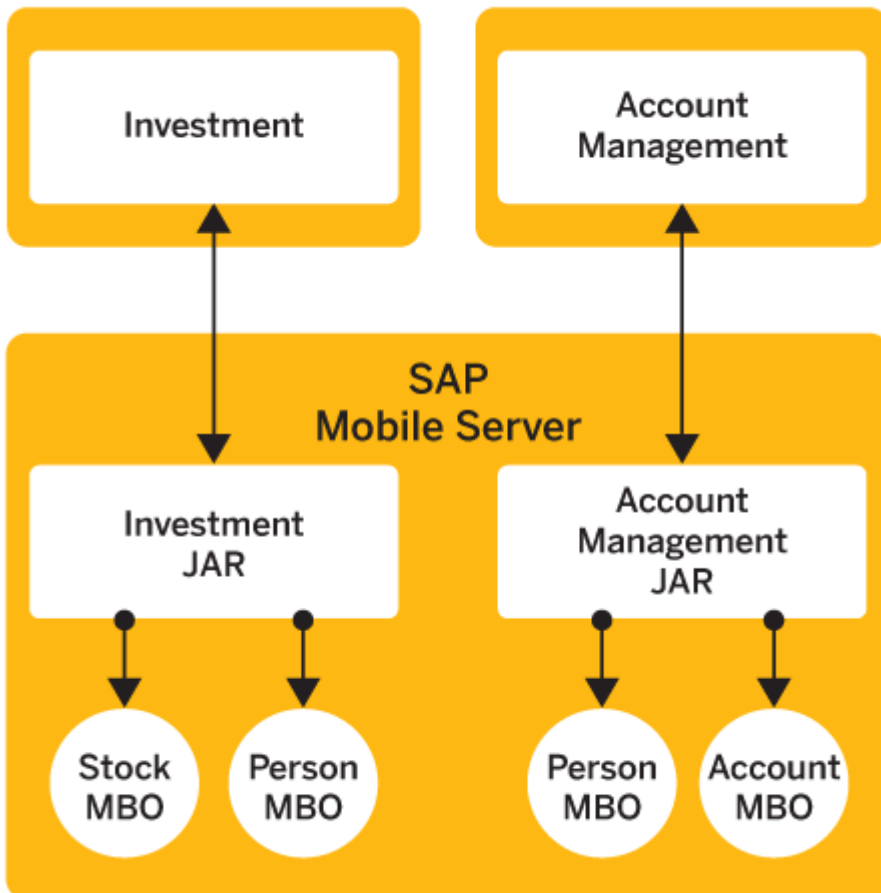 Investment
Account
Management
SAP
Mobile Server
Investment
JAR
Account
Management
JAR
Stock
MBO
Person
MBO
Person
MBO
Account
MBO